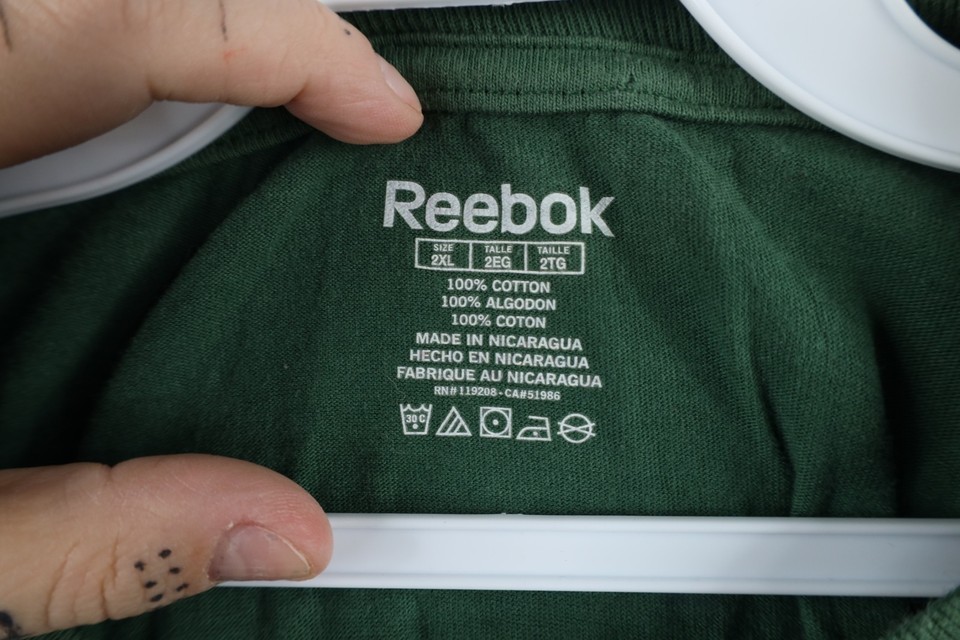 Reebok
SIZE TALLE TAILLE
2XL 2EG 2TG
100% COTTON
100% ALGODON
100% COTON
MADE IN NICARAGUA
HECHO EN NICARAGUA
FABRIQUE AU NICARAGUA
RN# 119208 - CA#51986
30 C